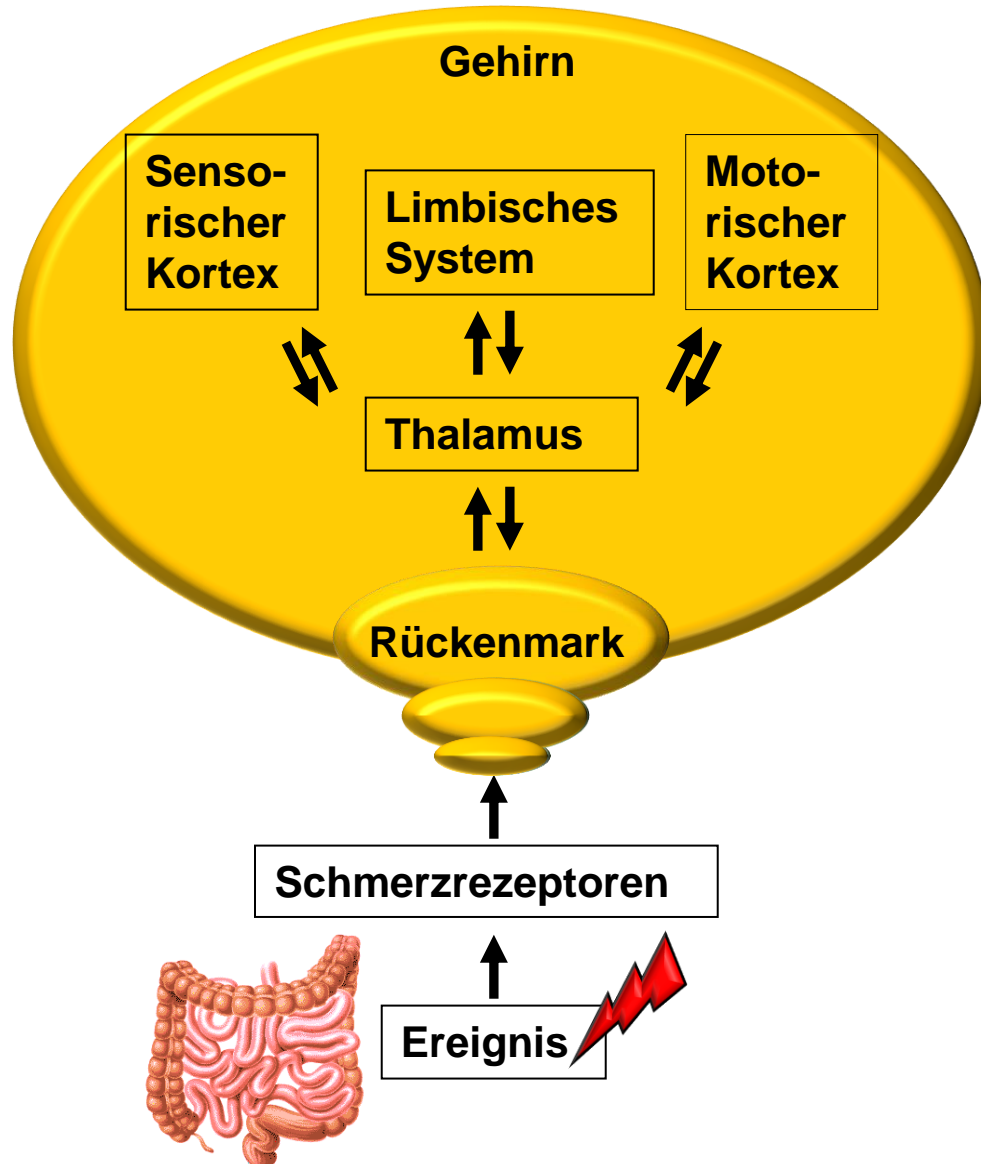 Gehirn
Senso-
rischer
Kortex
Limbisches
System
Moto-
rischer
Kortex
Thalamus
Rückenmark
Schmerzrezeptoren
Ereignis